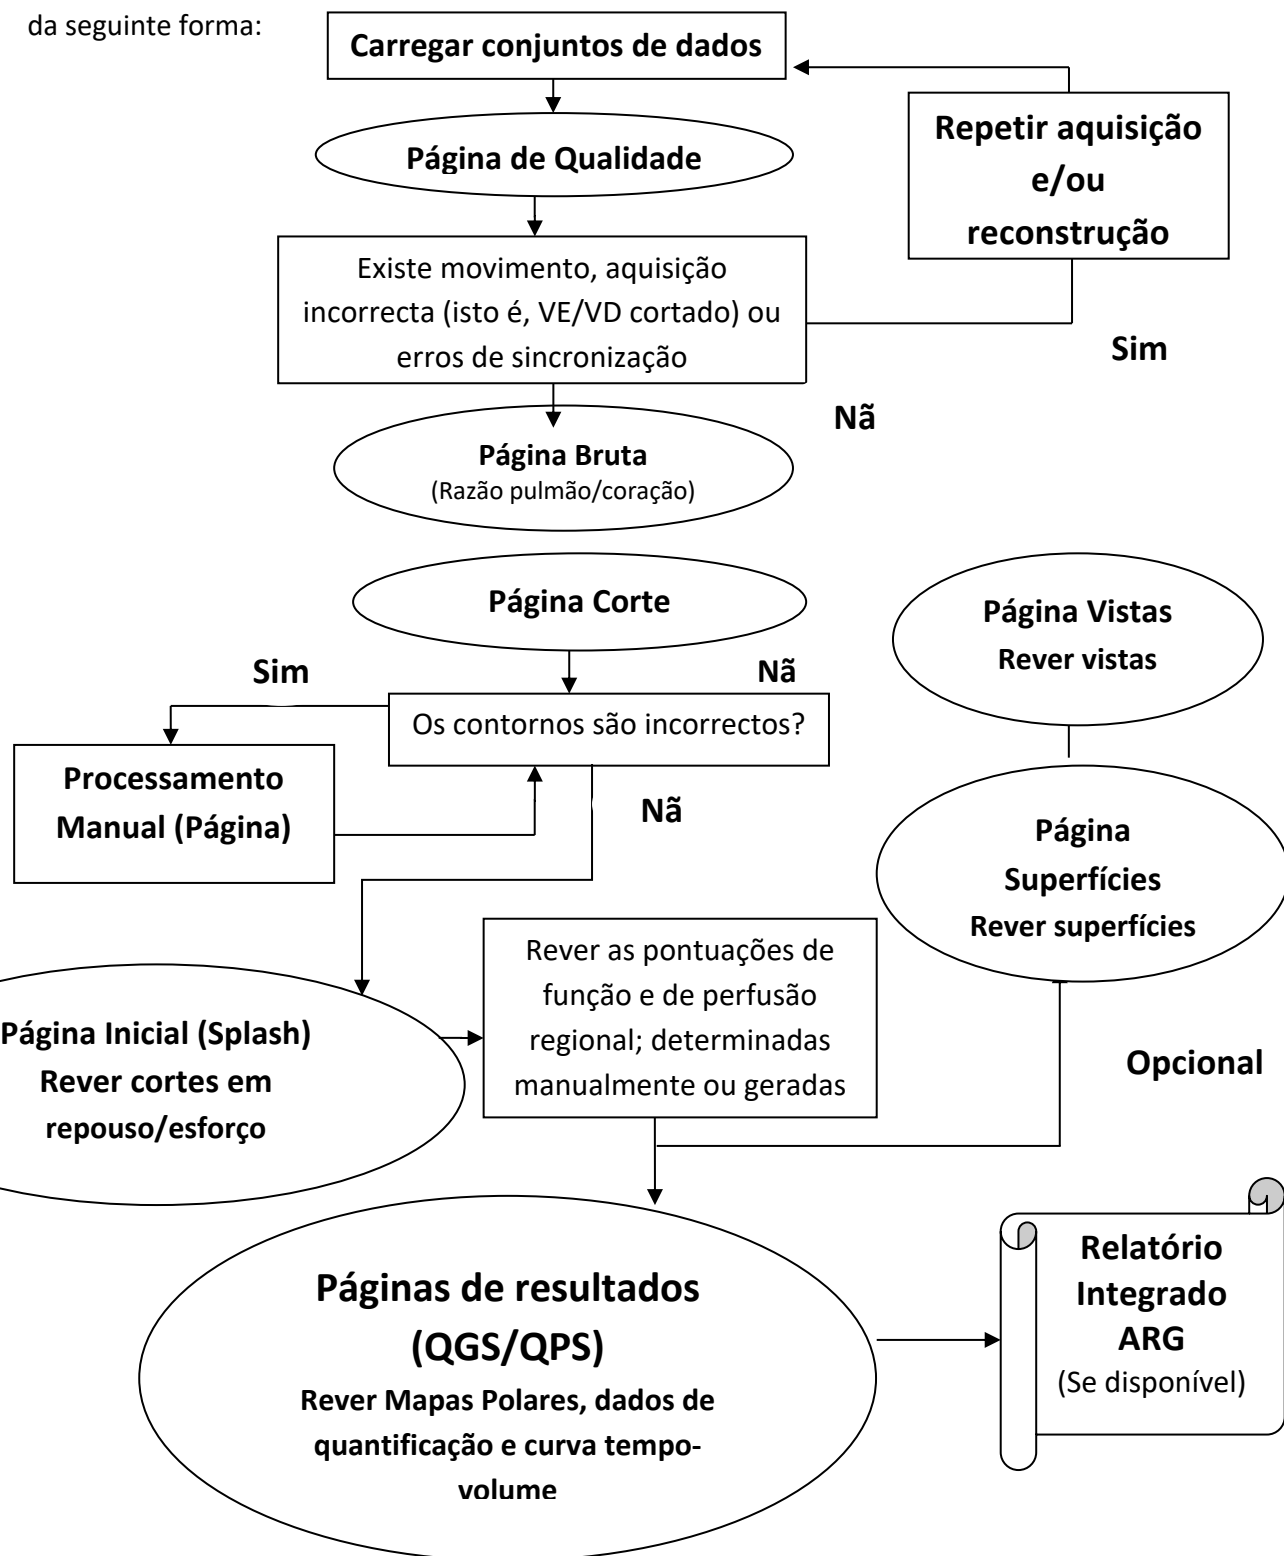 da seguinte forma:
Carregar conjuntos de dados
Repetir aquisição
e/ou
reconstrução
Página de Qualidade
Existe movimento, aquisição
incorrecta (isto é, VE/VD cortado) ou
erros de sincronização
Sim
Nã
Página Bruta
(Razão pulmão/coração)
Página Corte
Página Vistas
Rever vistas
Sim
Nã
Os contornos são incorrectos?
Processamento
Manual (Página)
Nã
Página
Superfícies
Rever superfícies
Rever as pontuações de
função e de perfusão
regional; determinadas
manualmente ou geradas
Página Inicial (Splash)
Rever cortes em
repouso/esforço
Opcional
Páginas de resultados
(QGS/QPS)
Rever Mapas Polares, dados de
quantificação e curva tempo-
volume
Relatório
Integrado
ARG
(Se disponível)